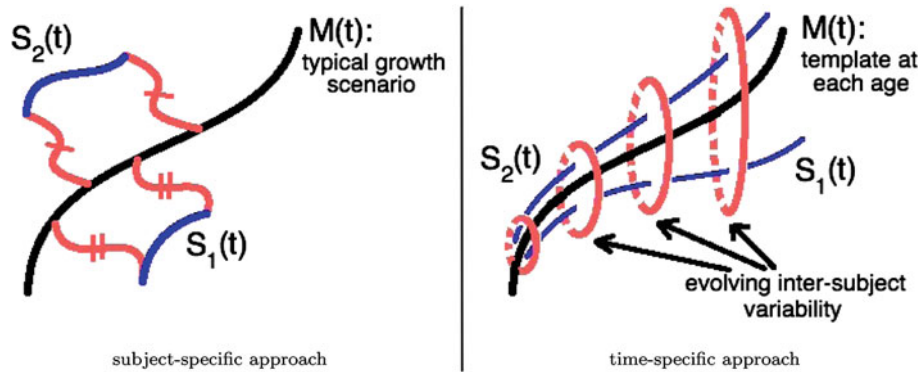 S₂(t)
M(t):
typical growth
scenario
S₁(t)
subject-specific approach
M(t):
template at
each age
S₂(t)
S₁(t)
evolving inter-subject
variability
time-specific approach